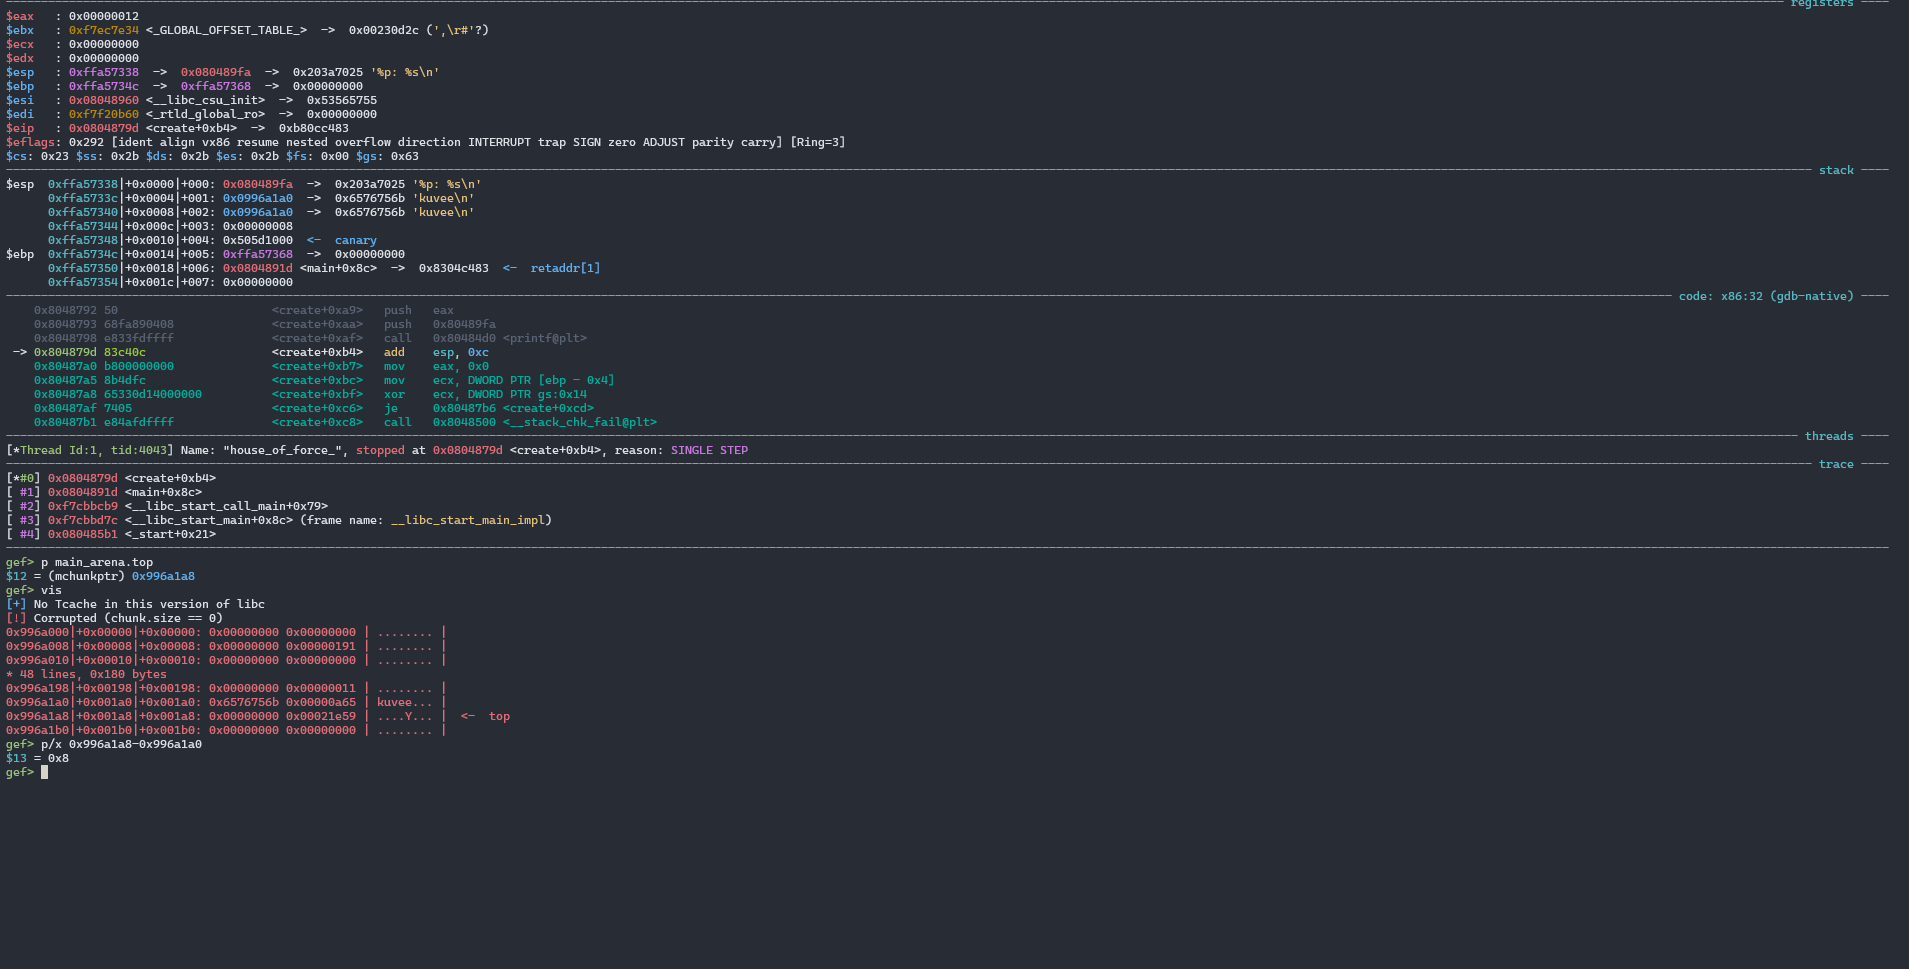 registers
$eax   : 0x00000012
$ebx   : 0xf7ec7e34 <_GLOBAL_OFFSET_TABLE_>  ->  0x00230d2c (',\r#'?)
$ecx   : 0x00000000
$edx   : 0x00000000
$esp   : 0xffa57338  ->  0x080489fa  ->  0x203a7025 '%p: %s\n'
$ebp   : 0xffa5734c  ->  0xffa57368  ->  0x00000000
$esi   : 0x08048960 <__libc_csu_init>  ->  0x53565755
$edi   : 0xf7f20b60 <_rtld_global_ro>  ->  0x00000000
$eip   : 0x0804879d <create+0xb4>  ->  0xb80cc483
$eflags: 0x292 [ident align vx86 resume nested overflow direction INTERRUPT trap SIGN zero ADJUST parity carry] [Ring=3]
$cs: 0x23 $ss: 0x2b $ds: 0x2b $es: 0x2b $fs: 0x00 $gs: 0x63
stack
$esp  0xffa57338|+0x0000|+000: 0x080489fa  ->  0x203a7025 '%p: %s\n'
0xffa5733c|+0x0004|+001: 0x0996a1a0  ->  0x6576756b 'kuvee\n'
0xffa57340|+0x0008|+002: 0x0996a1a0  ->  0x6576756b 'kuvee\n'
0xffa57344|+0x000c|+003: 0x00000008
0xffa57348|+0x0010|+004: 0x505d1000  <-  canary
$ebp  0xffa5734c|+0x0014|+005: 0xffa57368  ->  0x00000000
0xffa57350|+0x0018|+006: 0x0804891d <main+0x8c>  ->  0x8304c483  <-  retaddr[1]
0xffa57354|+0x001c|+007: 0x00000000
code: x86:32 (gdb-native)
0x8048792 50                      <create+0xa9>   push   eax
0x8048793 68fa890408              <create+0xaa>   push   0x80489fa
0x8048798 e833fdffff              <create+0xaf>   call   0x80484d0 <printf@plt>
-> 0x804879d 83c40c                  <create+0xb4>   add    esp, 0xc
0x80487a0 b800000000              <create+0xb7>   mov    eax, 0x0
0x80487a5 8b4dfc                  <create+0xbc>   mov    ecx, DWORD PTR [ebp - 0x4]
0x80487a8 65330d14000000          <create+0xbf>   xor    ecx, DWORD PTR gs:0x14
0x80487af 7405                    <create+0xc6>   je     0x80487b6 <create+0xcd>
0x80487b1 e84afdffff              <create+0xc8>   call   0x8048500 <__stack_chk_fail@plt>
threads
[*Thread Id:1, tid:4043] Name: "house_of_force_", stopped at 0x0804879d <create+0xb4>, reason: SINGLE STEP
trace
[*#0] 0x0804879d <create+0xb4>
[ #1] 0x0804891d <main+0x8c>
[ #2] 0xf7cbbcb9 <__libc_start_call_main+0x79>
[ #3] 0xf7cbbd7c <__libc_start_main+0x8c> (frame name: __libc_start_main_impl)
[ #4] 0x080485b1 <_start+0x21>
gef> p main_arena.top
$12 = (mchunkptr) 0x996a1a8
gef> vis
[+] No Tcache in this version of libc
[!] Corrupted (chunk.size == 0)
0x996a000|+0x00000|+0x00000: 0x00000000 0x00000000 | ........ |
0x996a008|+0x00008|+0x00008: 0x00000000 0x00000191 | ........ |
0x996a010|+0x00010|+0x00010: 0x00000000 0x00000000 | ........ |
* 48 lines, 0x180 bytes
0x996a198|+0x00198|+0x00198: 0x00000000 0x00000011 | ........ |
0x996a1a0|+0x001a0|+0x001a0: 0x6576756b 0x00000a65 | kuvee... |
0x996a1a8|+0x001a8|+0x001a8: 0x00000000 0x00021e59 | ....Y... |  <-  top
0x996a1b0|+0x001b0|+0x001b0: 0x00000000 0x00000000 | ........ |
gef> p/x 0x996a1a8-0x996a1a0
$13 = 0x8
gef>